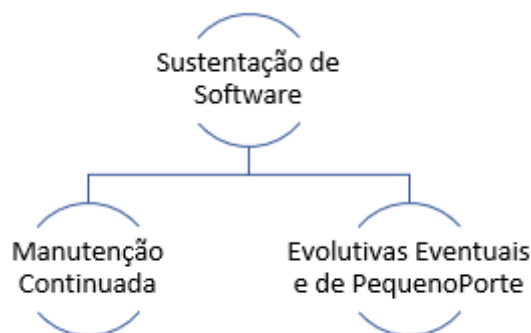 Sustentação de
Software
Manutenção
Continuada
Evolutivas Eventuais
e de PequenoPorte